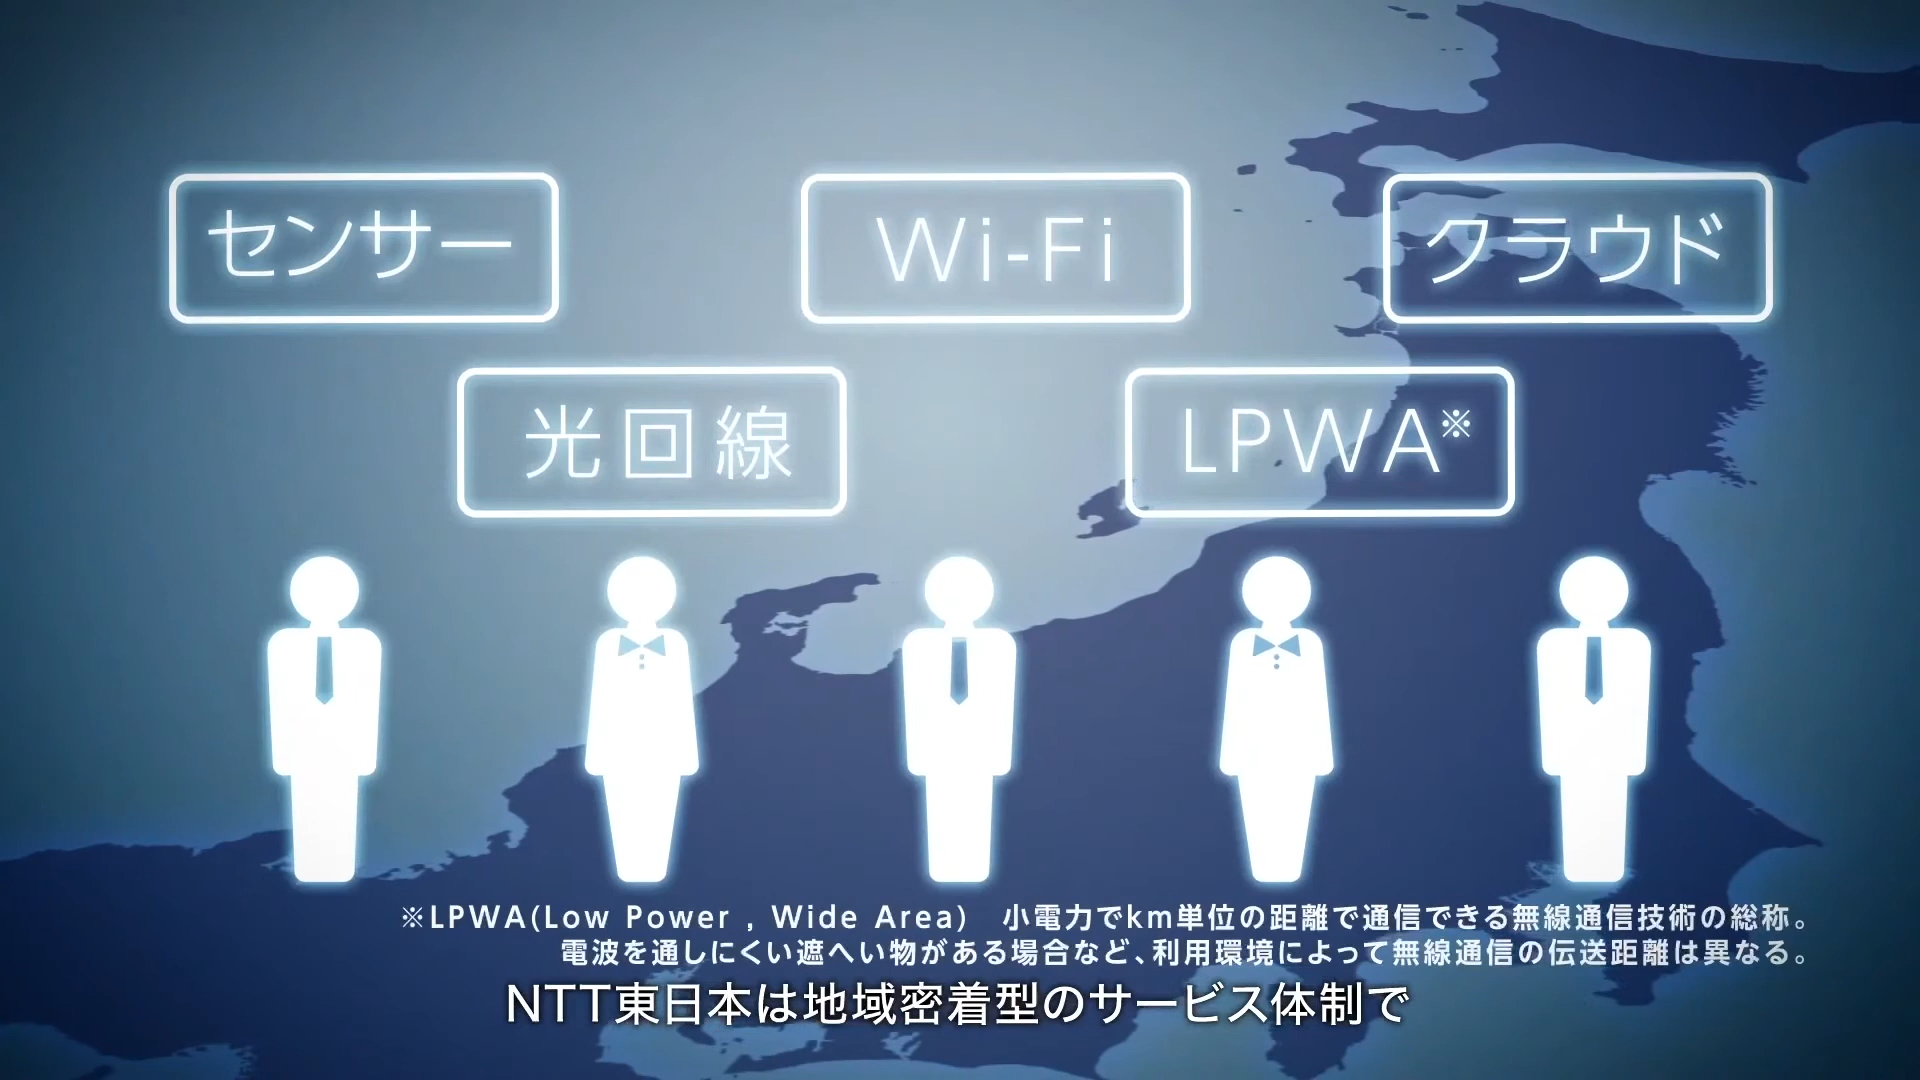 センサー
Wi-Fi
クラウド
光回線
LPWA※
※LPWA(Low Power , Wide Area)　小電力でkm単位の距離で通信できる無線通信技術の総称。
電波を通しにくい遮へい物がある場合など、利用環境によって無線通信の伝送距離は異なる。
NTT東日本は地域密着型のサービス体制で